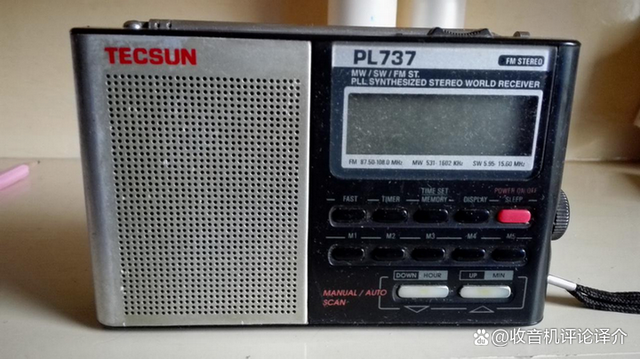 TECSUN
PL737
FM STEREO
MW / SW / FM ST.
PLL SYNTHESIZED STEREO WORLD RECEIVER
FM 87.50-108.0 MHz MW 531-1602 KHz SW 5.95-15.60 MHz
TIME SET
POWER ON/OFF
FAST TIMER MEMORY DISPLAY SLEEP
M1 M2 M3 M4 M5
DOWN HOUR UP MIN
MANUAL / AUTO
SCAN
@收音机评论译介